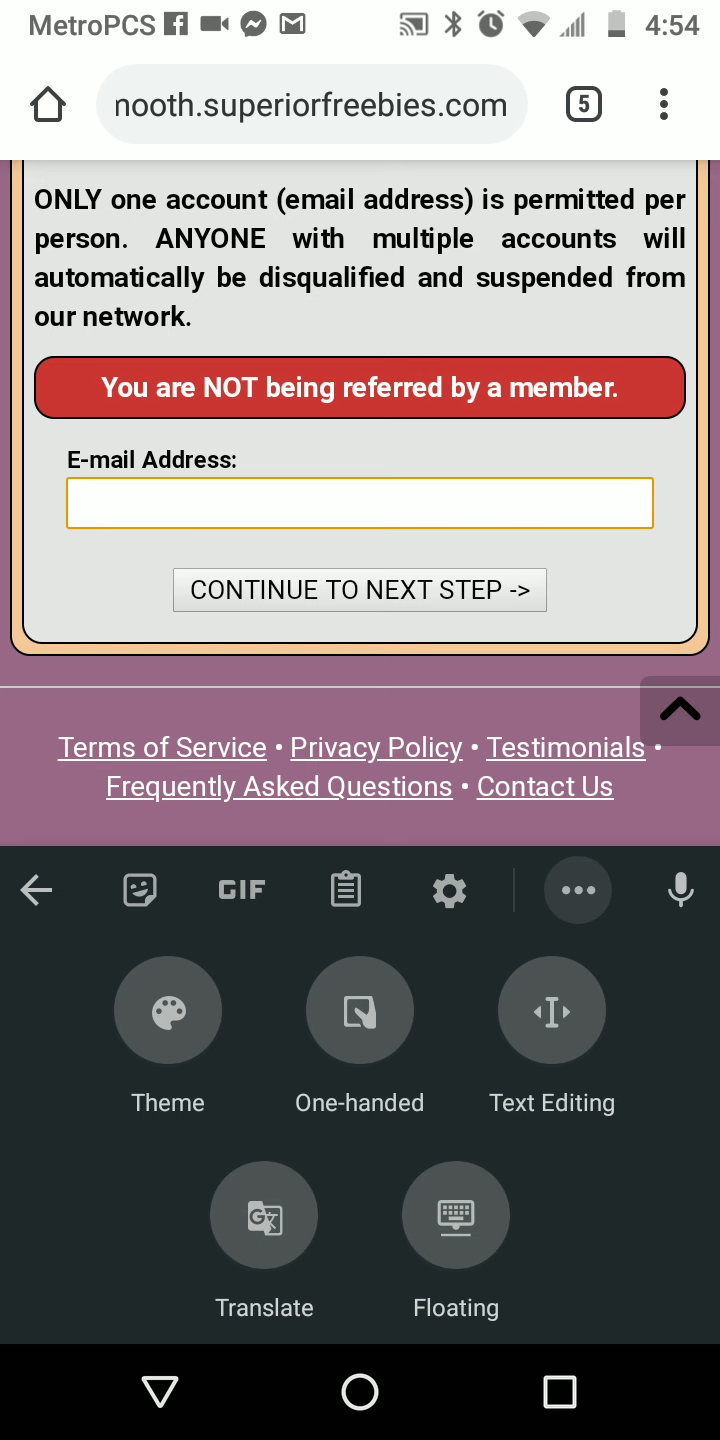 MetroPCS 4:54
nooth.superiorfreebies.com 5
ONLY one account (email address) is permitted per
person. ANYONE with multiple accounts will
automatically be disqualified and suspended from
our network.
You are NOT being referred by a member.
E-mail Address:
CONTINUE TO NEXT STEP ->
Terms of Service • Privacy Policy • Testimonials •
Frequently Asked Questions • Contact Us
GIF
Theme One-handed Text Editing
Translate Floating